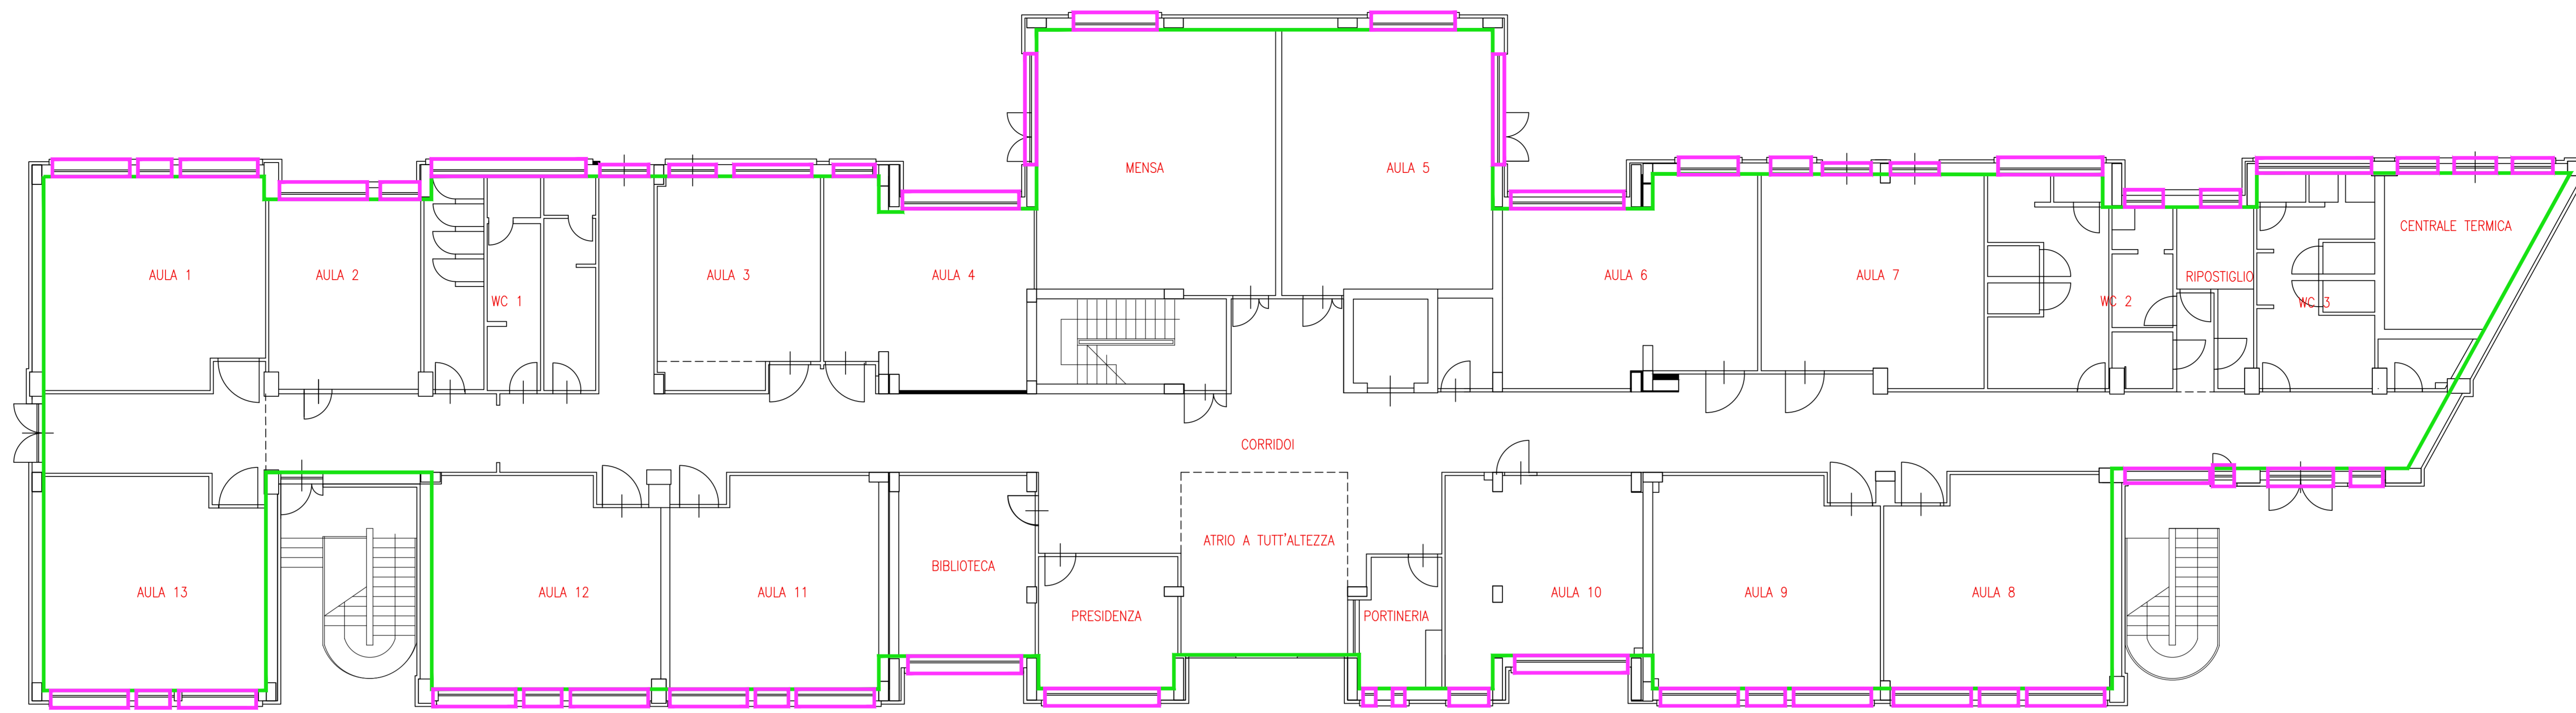 MENSA
AULA 5
CENTRALE TERMICA
AULA 1
AULA 2
AULA 3
AULA 4
AULA 6
AULA 7
RIPOSTIGLIO
WC 1
WC 2
WC 3
CORRIDOI
ATRIO A TUTT'ALTEZZA
BIBLIOTECA
AULA 13
AULA 12
AULA 11
AULA 10
AULA 9
AULA 8
PRESIDENZA
PORTINERIA